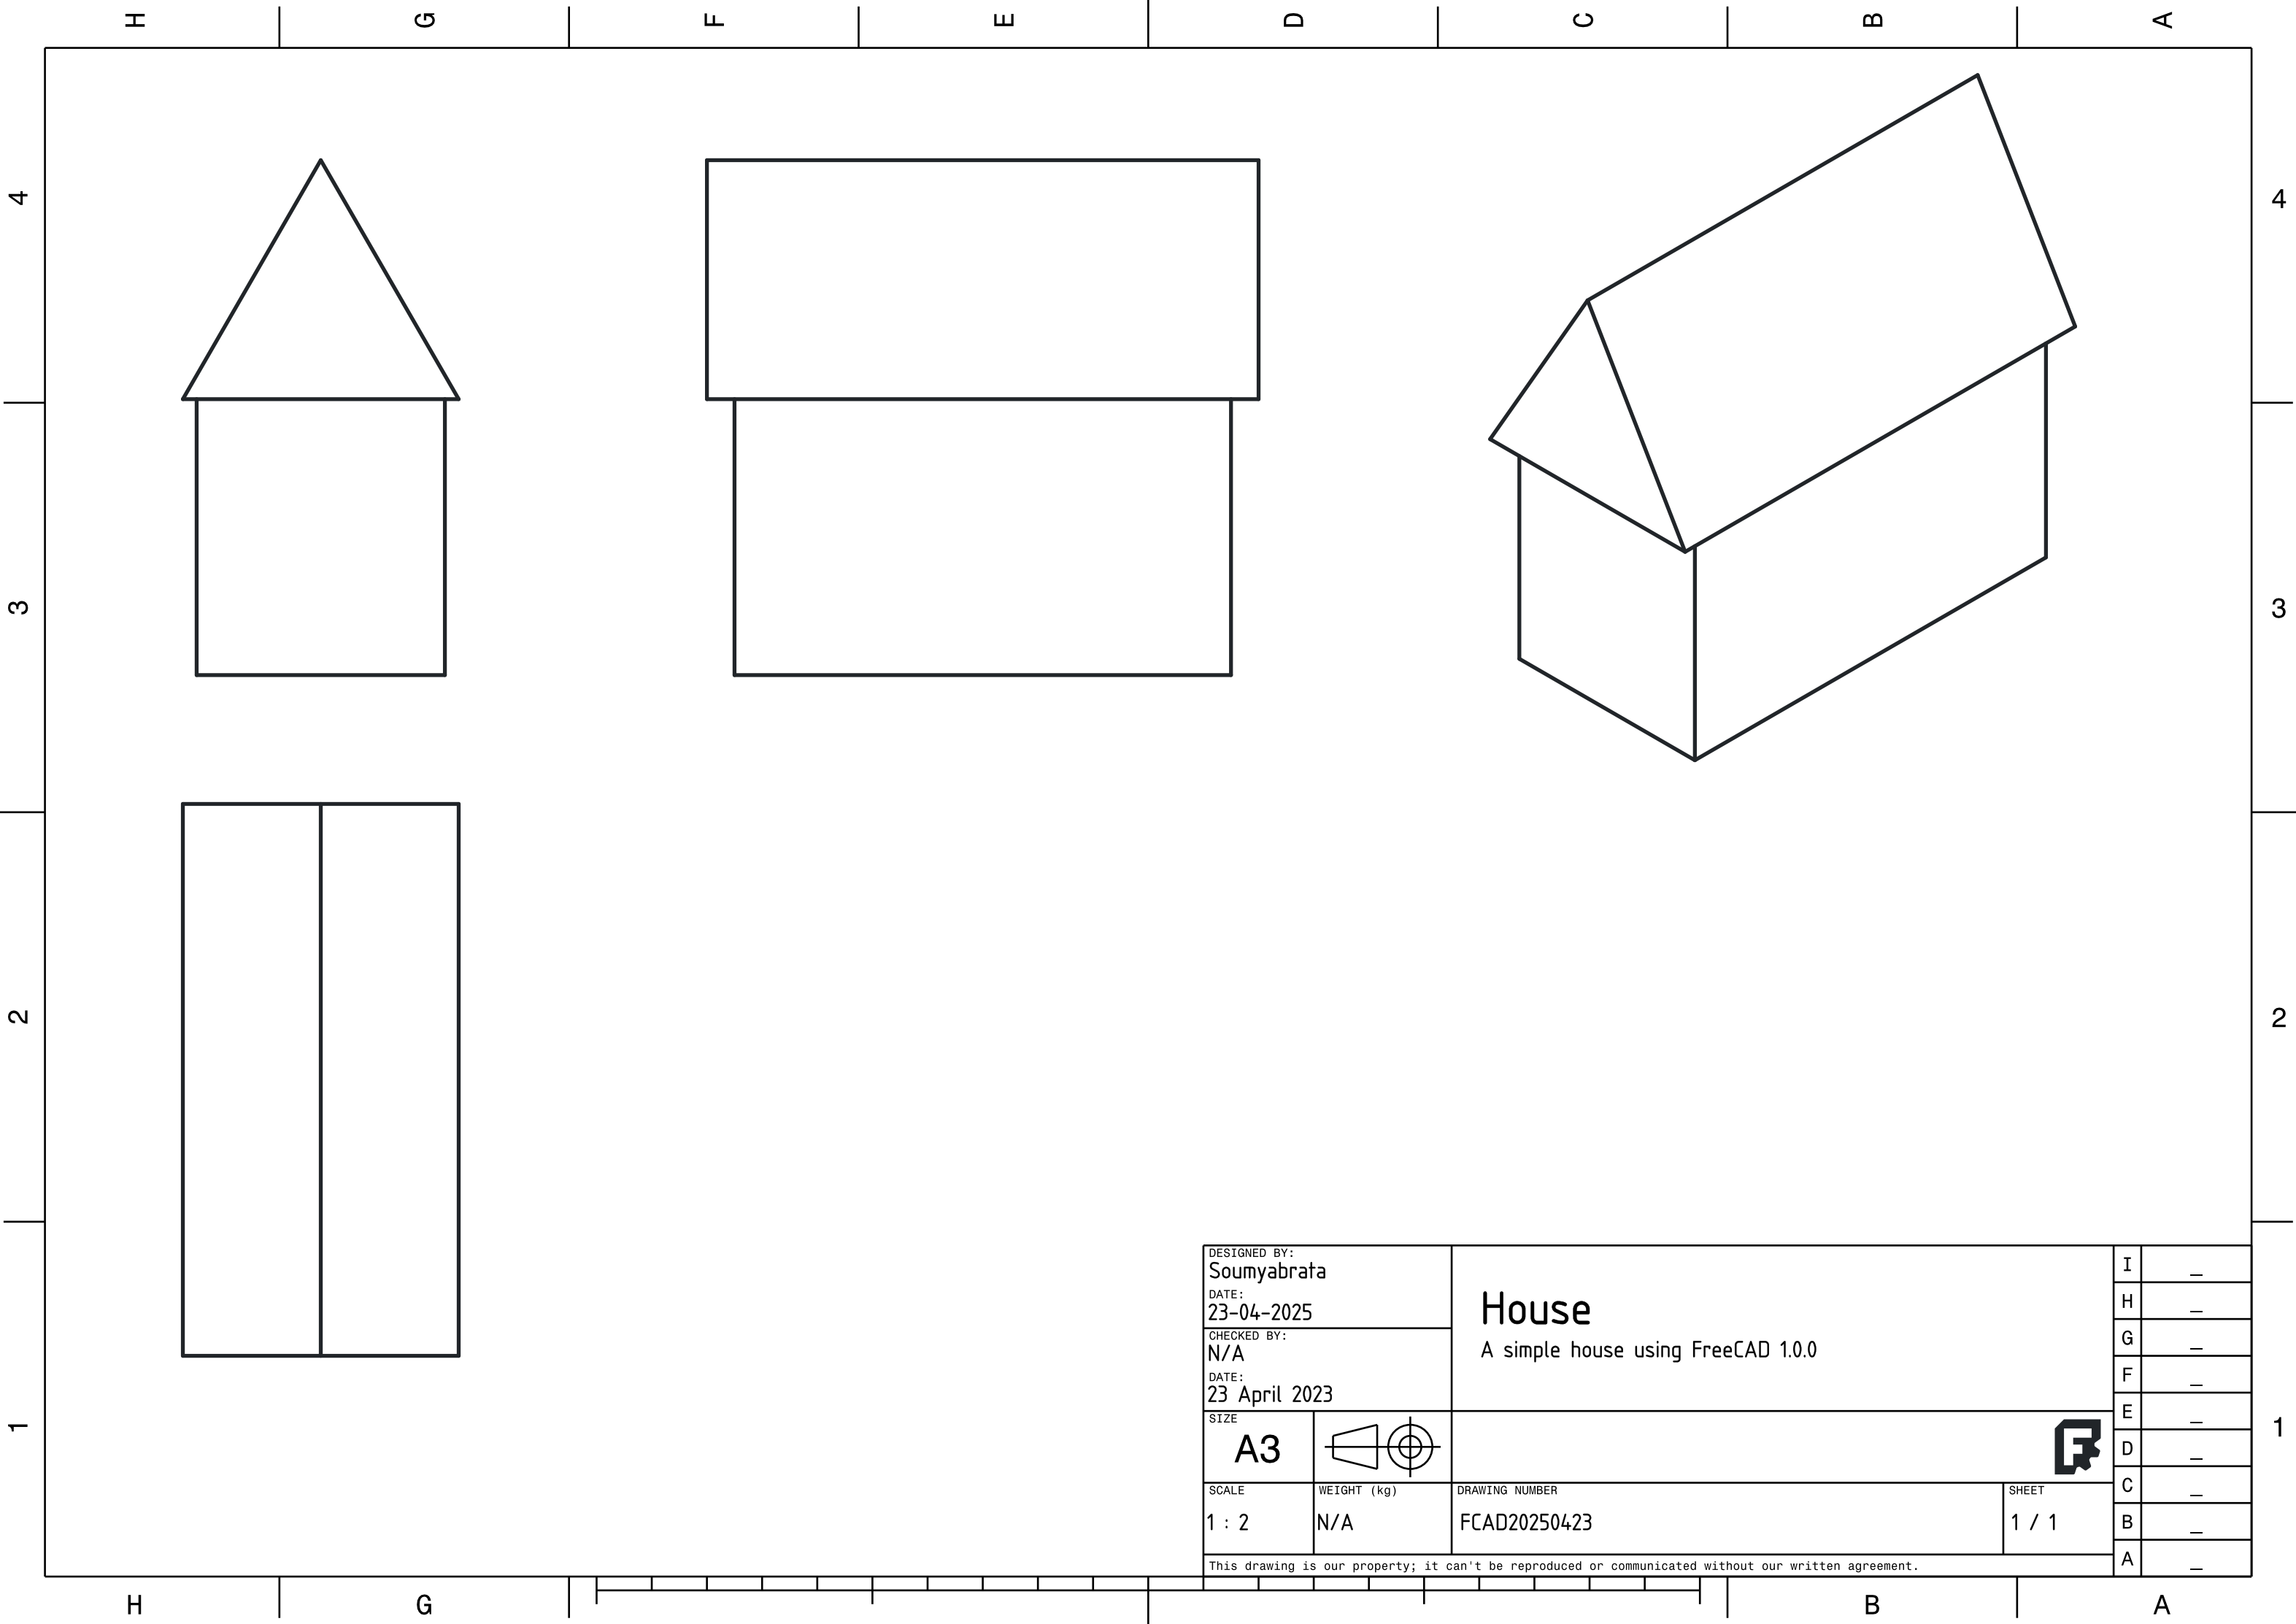 H G F E D C B A
4 4
3 3
2 2
1 1
DESIGNED BY:
Soumyabrata
DATE:
23-04-2025
CHECKED BY:
N/A
DATE:
23 April 2023
House
A simple house using FreeCAD 1.0.0
SIZE
A3
SCALE
1 : 2
WEIGHT (kg)
N/A
DRAWING NUMBER
FCAD20250423
SHEET
1 / 1
This drawing is our property; it can't be reproduced or communicated without our written agreement.
I _
H _
G _
F _
E _
D _
C _
B _
A _
F
H G B A